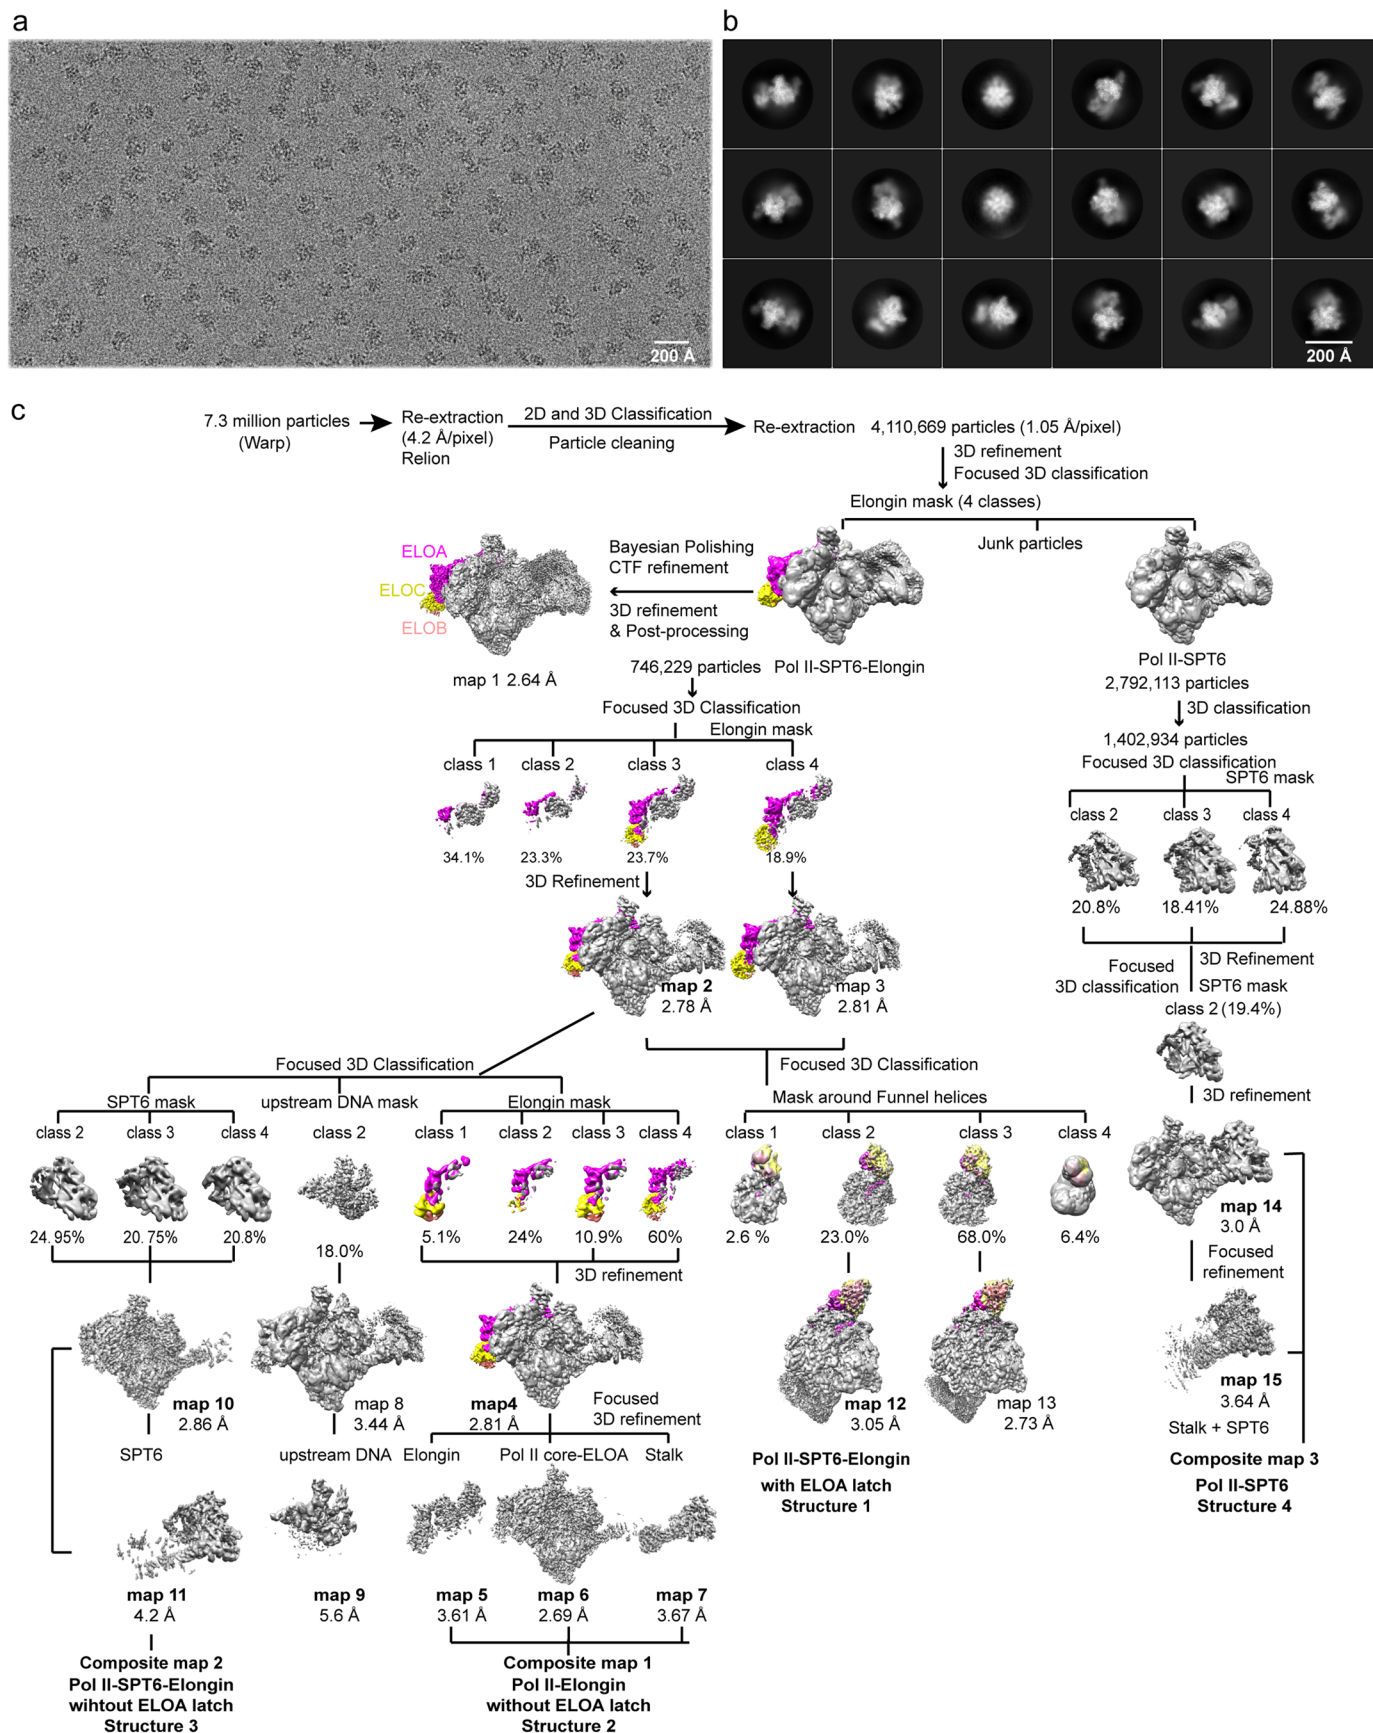 a
200 Å
b
200 Å
c
7.3 million particles
(Warp)
Re-extraction
(4.2 Å/pixel)
Relion
2D and 3D Classification
Particle cleaning
Re-extraction
4,110,669 particles (1.05 Å/pixel)
3D refinement
Focused 3D classification
Elongin mask (4 classes)
ELOA
ELOC
ELOB
Bayesian Polishing
CTF refinement
3D refinement
& Post-processing
Junk particles
map 1 2.64 Å
746,229 particles
Pol II-SPT6-Elongin
Pol II-SPT6
2,792,113 particles
3D classification
1,402,934 particles
Focused 3D classification
SPT6 mask
Focused 3D Classification
Elongin mask
class 1
class 2
class 3
class 4
34.1%
23.3%
23.7%
18.9%
3D Refinement
class 2
class 3
class 4
20.8%
18.41%
24.88%
map 2
2.78 Å
map 3
2.81 Å
Focused
3D classification
3D Refinement
SPT6 mask
class 2 (19.4%)
3D refinement
Focused 3D Classification
SPT6 mask
upstream DNA mask
Elongin mask
class 2
class 3
class 4
class 2
class 1
class 2
class 3
class 4
24.95%
20.75%
20.8%
18.0%
5.1%
24%
10.9%
60%
3D refinement
Focused 3D Classification
Mask around Funnel helices
class 1
class 2
class 3
class 4
2.6 %
23.0%
68.0%
6.4%
map 14
3.0 Å
Focused
refinement
map 10
2.86 Å
map 8
3.44 Å
map4
2.81 Å
Focused
3D refinement
map 12
3.05 Å
map 13
2.73 Å
map 15
3.64 Å
Stalk + SPT6
SPT6
upstream DNA
Elongin
Pol II core-ELOA
Stalk
Pol II-SPT6-Elongin
with ELOA latch
Structure 1
Composite map 3
Pol II-SPT6
Structure 4
map 11
4.2 Å
map 9
5.6 Å
map 5
3.61 Å
map 6
2.69 Å
map 7
3.67 Å
Composite map 2
Pol II-SPT6-Elongin
wihtout ELOA latch
Structure 3
Composite map 1
Pol II-Elongin
without ELOA latch
Structure 2